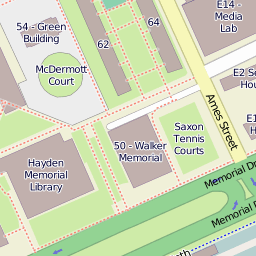 54 - Green
Building
64
62
E14 -
Media
Lab
McDermott
Court
E2
Ames Street
Saxon
Tennis
Courts
50 - Walker
Memorial
Hayden
Memorial
Library
Memorial
Memorial